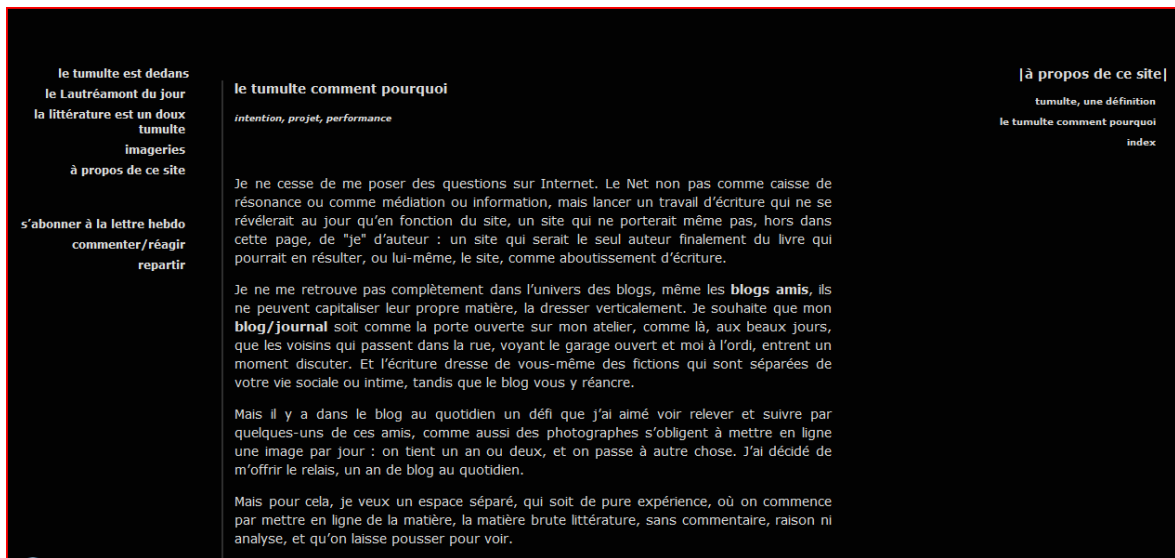 le tumulte est dedans
le Lautréamont du jour
la littérature est un doux
tumulte
imageries
à propos de ce site
s'abonner à la lettre hebdo
commenter/réagir
repartir
le tumulte comment pourquoi
intention, projet, performance
Je ne cesse de me poser des questions sur Internet. Le Net non pas comme caisse de
résonance ou comme médiation ou information, mais lancer un travail d'écriture qui ne se
révélerait au jour qu'en fonction du site, un site qui ne porterait même pas, hors dans
cette page, de "je" d'auteur : un site qui serait le seul auteur finalement du livre qui
pourrait en résulter, ou lui-même, le site, comme aboutissement d'écriture.
Je ne me retrouve pas complètement dans l'univers des blogs, même les blogs amis, ils
ne peuvent capitaliser leur propre matière, la dresser verticalement. Je souhaite que mon
blog/journal soit comme la porte ouverte sur mon atelier, comme là, aux beaux jours,
que les voisins qui passent dans la rue, voyant le garage ouvert et moi à l'ordi, entrent un
moment discuter. Et l'écriture dresse de vous-même des fictions qui sont séparées de
votre vie sociale ou intime, tandis que le blog vous y réancre.
Mais il y a dans le blog au quotidien un défi que j'ai aimé voir relever et suivre par
quelques-uns de ces amis, comme aussi des photographes s'obligent à mettre en ligne
une image par jour : on tient un an ou deux, et on passe à autre chose. J'ai décidé de
m'offrir le relais, un an de blog au quotidien.
Mais pour cela, je veux un espace séparé, qui soit de pure expérience, où on commence
par mettre en ligne de la matière, la matière brute littérature, sans commentaire, raison ni
analyse, et qu'on laisse pousser pour voir.
|à propos de ce site|
tumulte, une définition
le tumulte comment pourquoi
index